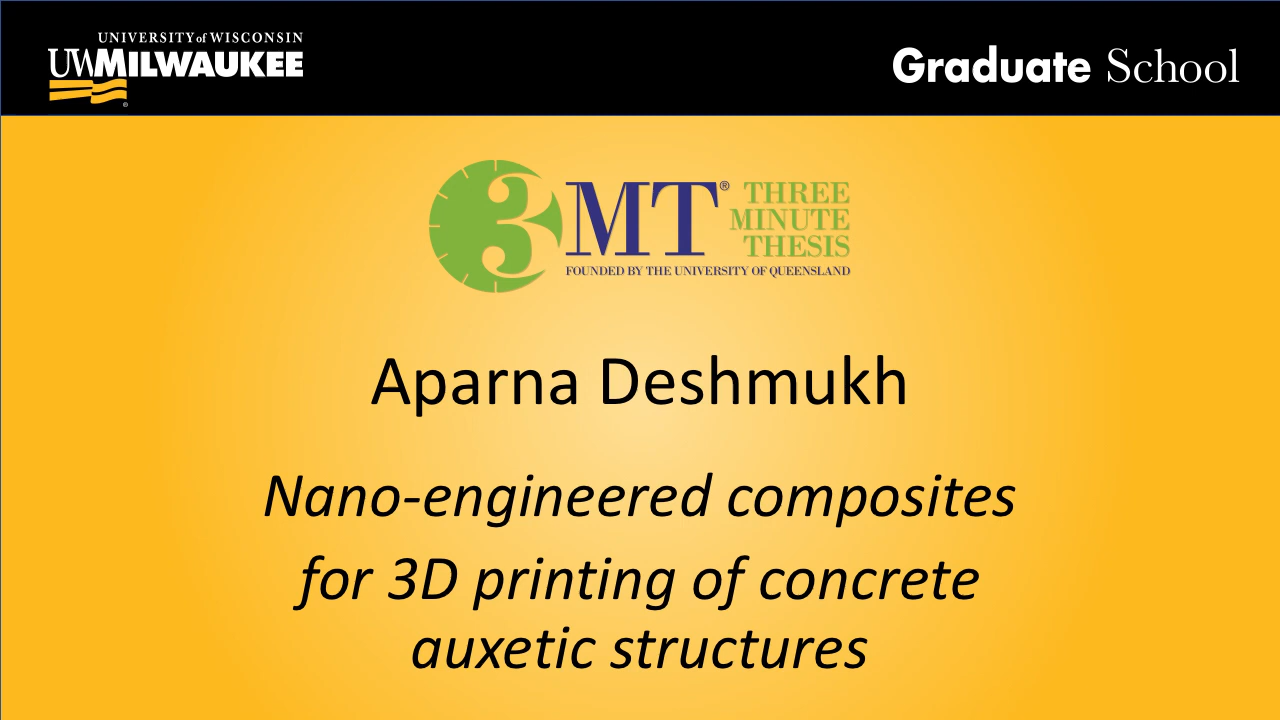 UNIVERSITY of WISCONSIN
UWMILWAUKEE
®
Graduate School
3MT® THREE
MINUTE
THESIS
FOUNDED BY THE UNIVERSITY OF QUEENSLAND
Aparna Deshmukh
Nano-engineered composites
for 3D printing of concrete
auxetic structures